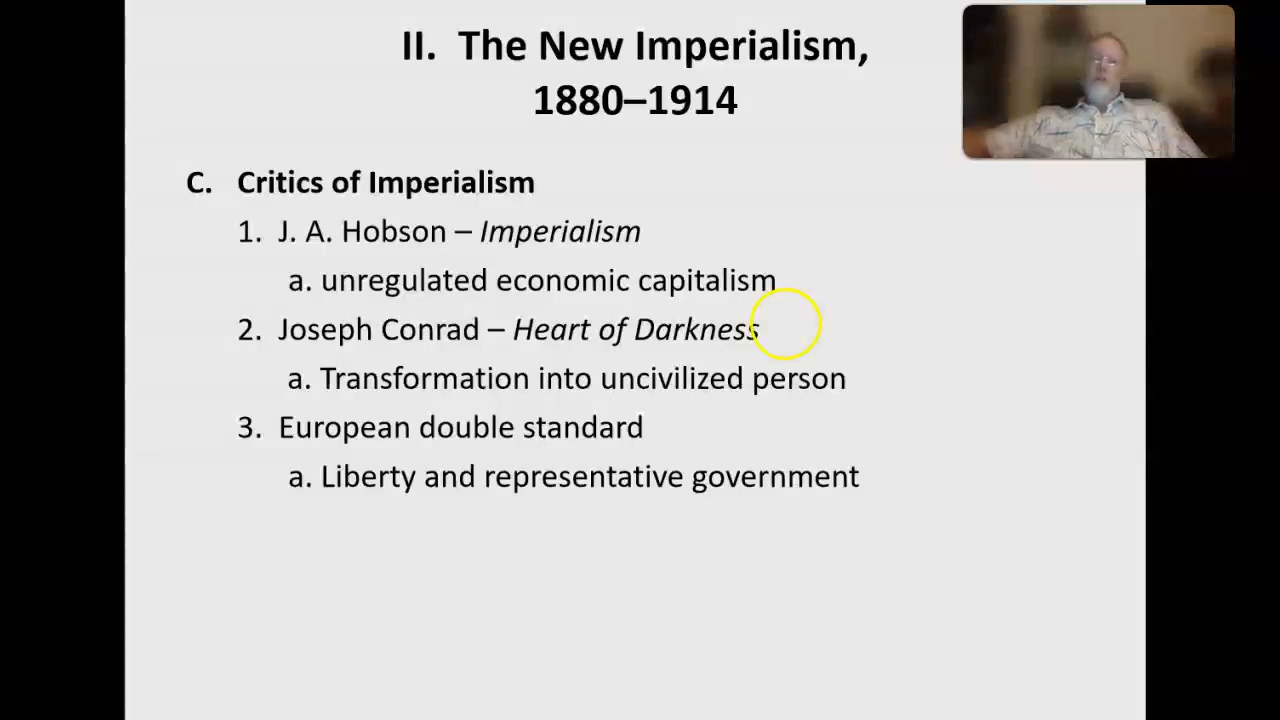 II. The New Imperialism,
1880–1914
C. Critics of Imperialism
1. J. A. Hobson – Imperialism
a. unregulated economic capitalism
2. Joseph Conrad – Heart of Darkness
a. Transformation into uncivilized person
3. European double standard
a. Liberty and representative government